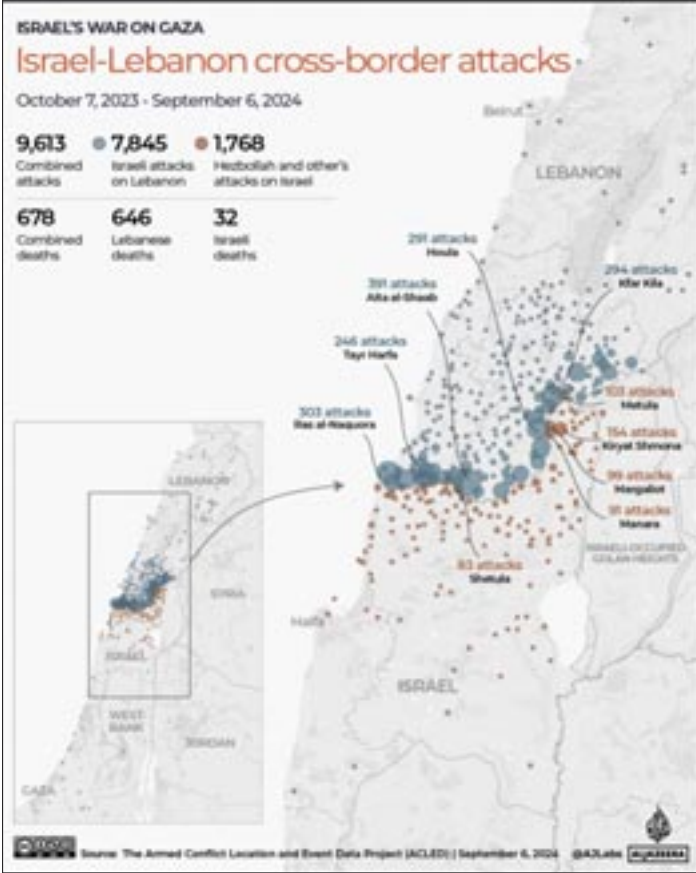 ISRAEL'S WAR ON GAZA
Israel-Lebanon cross-border attacks
October 7, 2023 - September 6, 2024
9,613
Combined
attacks
7,845
Israeli attacks
on Lebanon
1,768
Hezbollah and other's
attacks on Israel
678
Combined
deaths
646
Lebanese
deaths
32
Israeli
deaths
Beirut
LEBANON
291 attacks
Houla
294 attacks
Kfar Kila
391 attacks
Aita al-Shaab
246 attacks
Tayr Harfa
303 attacks
Ras al-Naquora
103 attacks
Metula
154 attacks
Kiryat Shmona
99 attacks
Margaliot
91 attacks
Manara
ISRAELI-OCCUPIED
GOLAN HEIGHTS
83 attacks
Shetula
Haifa
ISRAEL
LEBANON
SYRIA
ISRAEL
WEST
BANK
JORDAN
GAZA
Source: The Armed Conflict Location and Event Data Project (ACLED) | September 6, 2024 @AJLabs ALJAZEERA